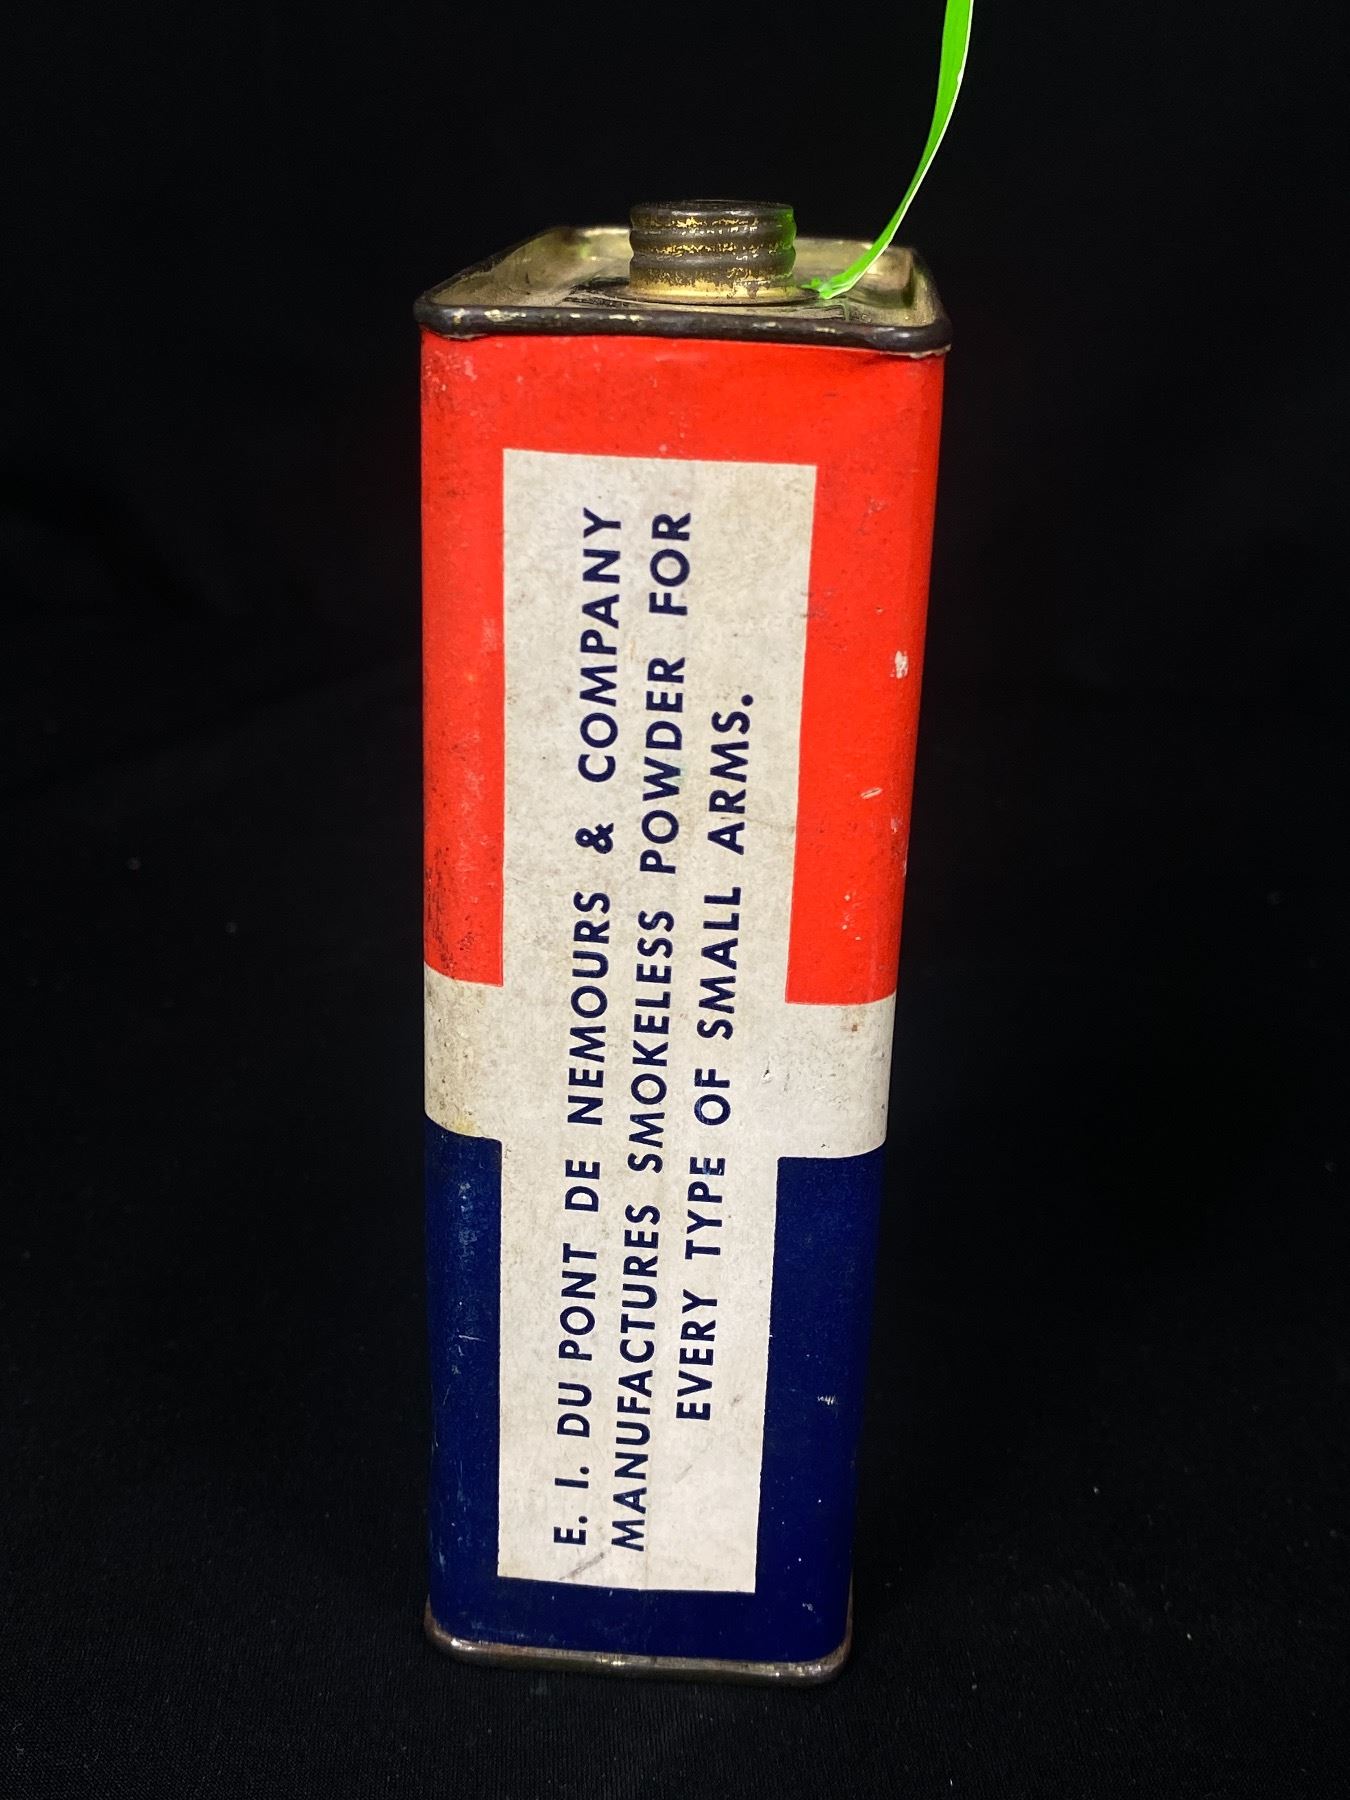 E. I. DU PONT DE NEMOURS & COMPANY
MANUFACTURES SMOKELESS POWDER FOR
EVERY TYPE OF SMALL ARMS.